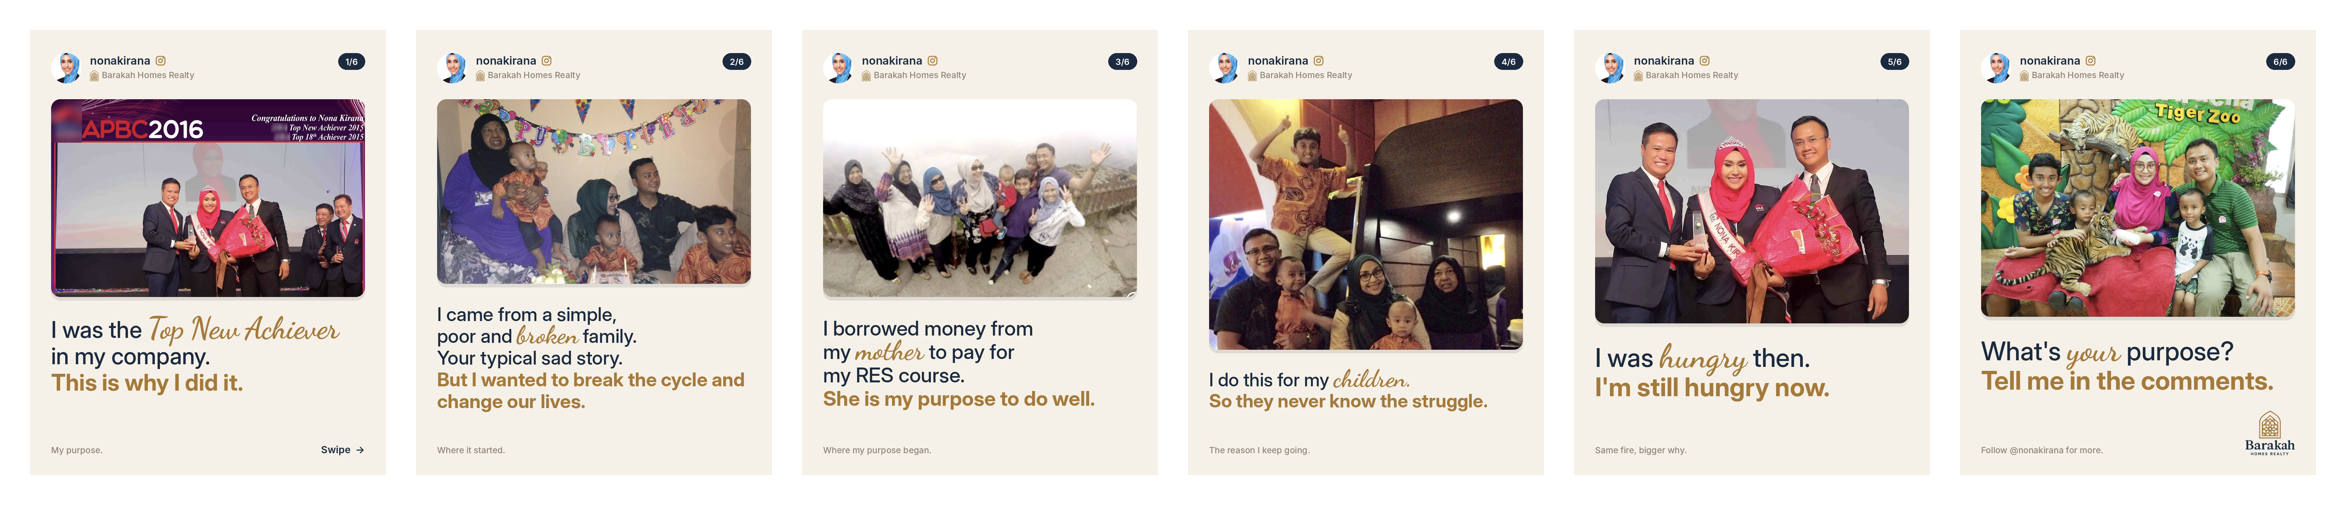 nonakirana
Barakah Homes Realty
1/6
APBC2016
Congratulations to Nona Kirana
Top New Achiever 2015
Top 18th Achiever 2015
I was the Top New Achiever
in my company.
This is why I did it.
My purpose.
Swipe →
nonakirana
Barakah Homes Realty
2/6
I came from a simple,
poor and broken family.
Your typical sad story.
But I wanted to break the cycle and
change our lives.
Where it started.
nonakirana
Barakah Homes Realty
3/6
I borrowed money from
my mother to pay for
my RES course.
She is my purpose to do well.
Where my purpose began.
nonakirana
Barakah Homes Realty
4/6
I do this for my children.
So they never know the struggle.
The reason I keep going.
nonakirana
Barakah Homes Realty
5/6
NONA KIR
I was hungry then.
I'm still hungry now.
Same fire, bigger why.
nonakirana
Barakah Homes Realty
6/6
Tiger Zoo
What's your purpose?
Tell me in the comments.
Follow @nonakirana for more.
Barakah
HOMES REALTY